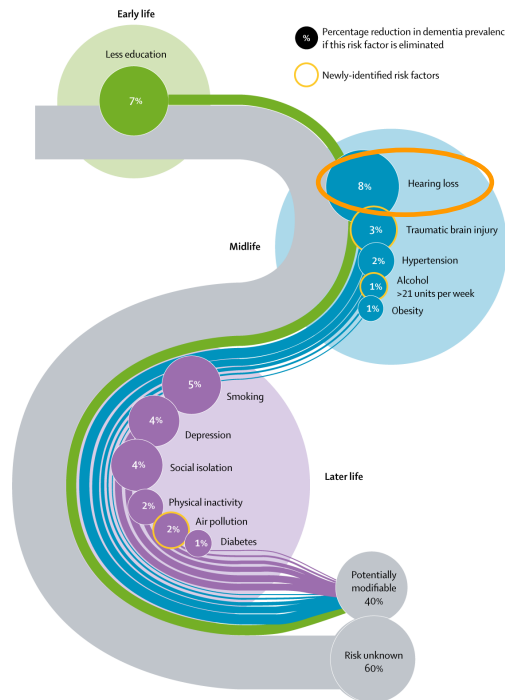 Early life
Less education
7%
% Percentage reduction in dementia prevalenc
if this risk factor is eliminated
Newly-identified risk factors
8% Hearing loss
3% Traumatic brain injury
Midlife
2% Hypertension
1% Alcohol
>21 units per week
1% Obesity
5% Smoking
4% Depression
4% Social isolation
Later life
2% Physical inactivity
2% Air pollution
1% Diabetes
Potentially
modifiable
40%
Risk unknown
60%